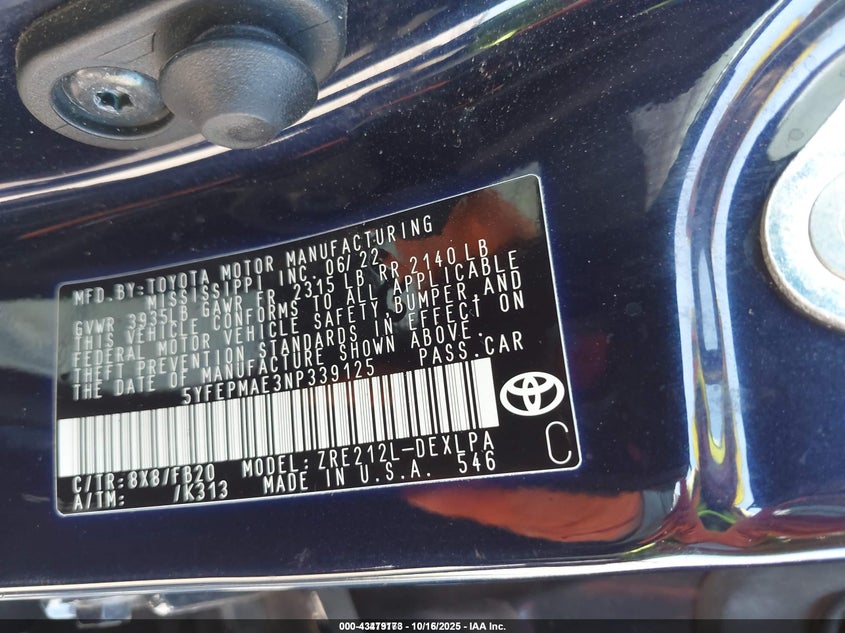 MFD. BY: TOYOTA MOTOR MANUFACTURING
MISSISSIPPI INC. 06/22
GVWR 3935LB GAWR FR 2315 LB RR 2140 LB
THIS VEHICLE CONFORMS TO ALL APPLICABLE
FEDERAL MOTOR VEHICLE SAFETY, BUMPER, AND
THEFT PREVENTION STANDARDS IN EFFECT ON
THE DATE OF MANUFACTURE SHOWN ABOVE.
5YFEPMAE3NP339125 PASS. CAR
C/TR: 8X8/FB20 MODEL: ZRE212L-DEXLPA
A/TM: /K313 MADE IN U.S.A. 546
C
10/16/2025 - IAA Inc.